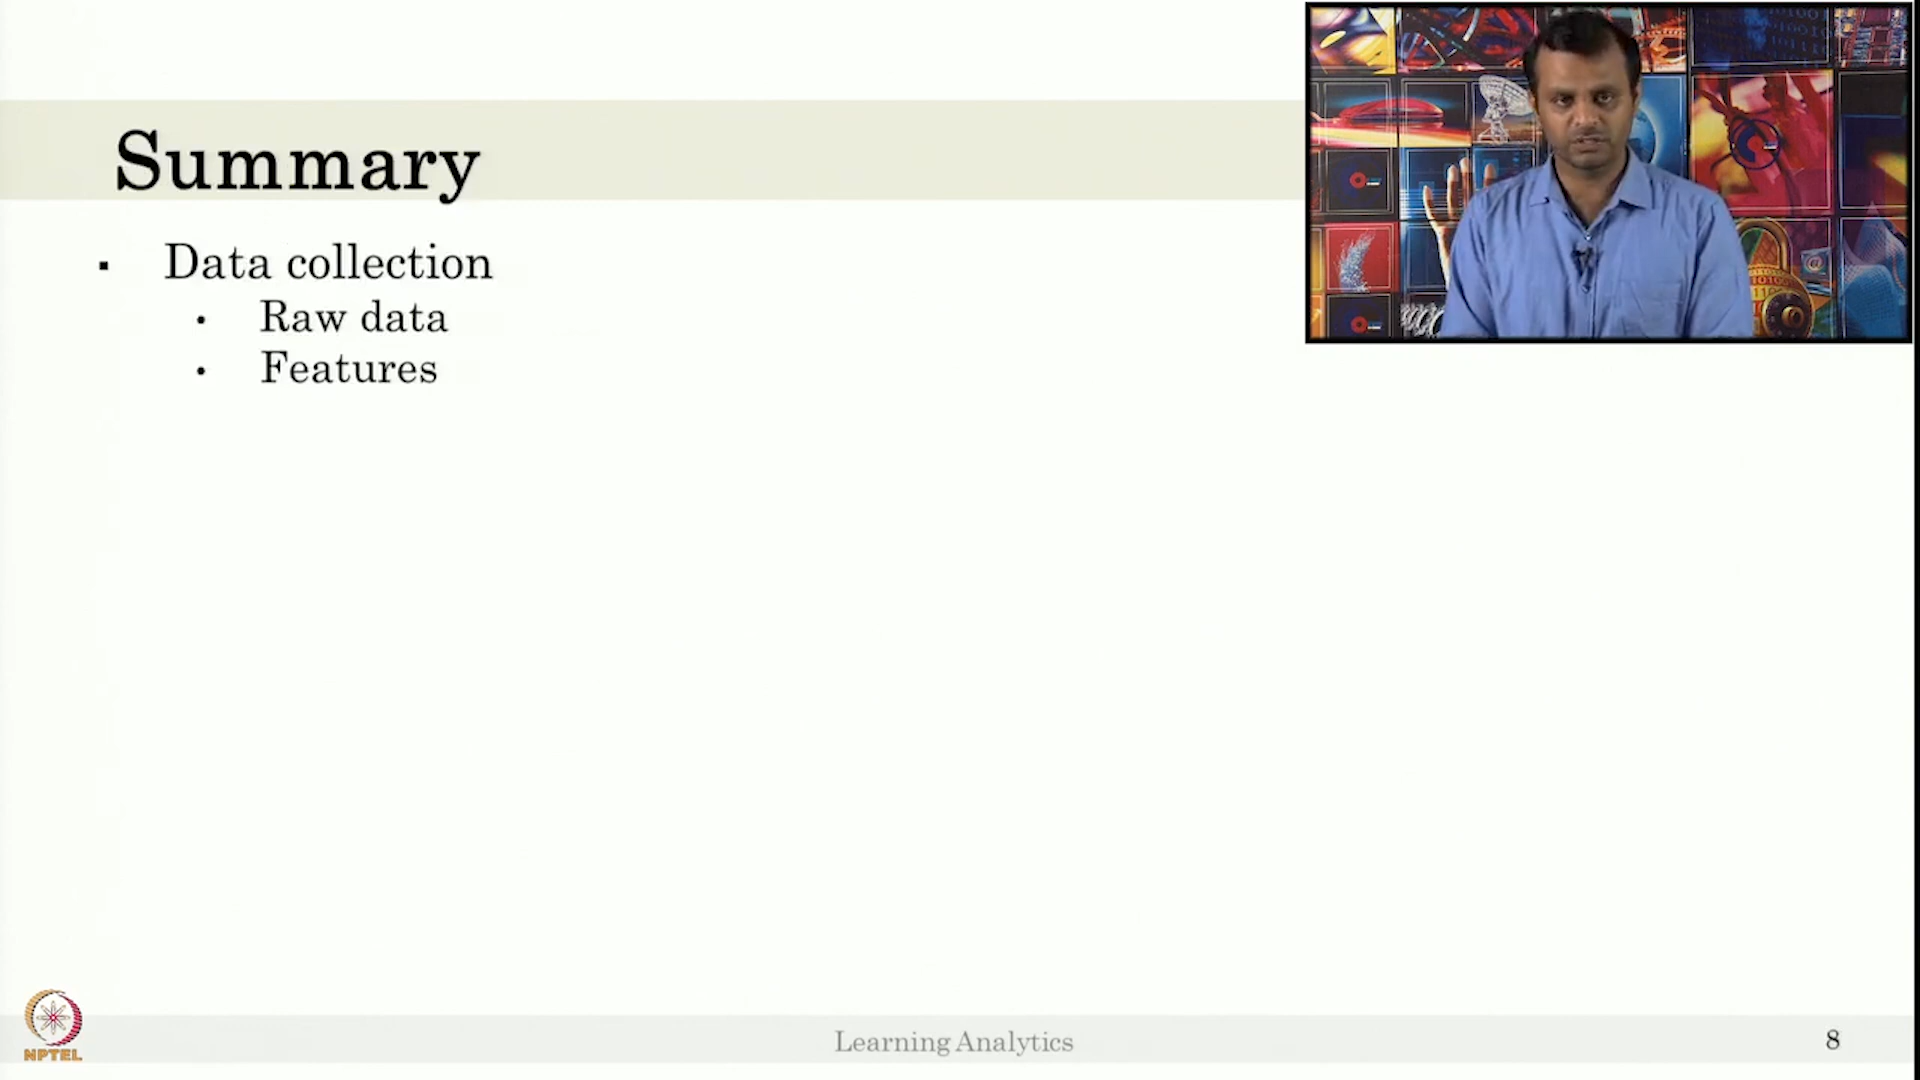 Summary
▪ Data collection
• Raw data
• Features
NPTEL
Learning Analytics
8